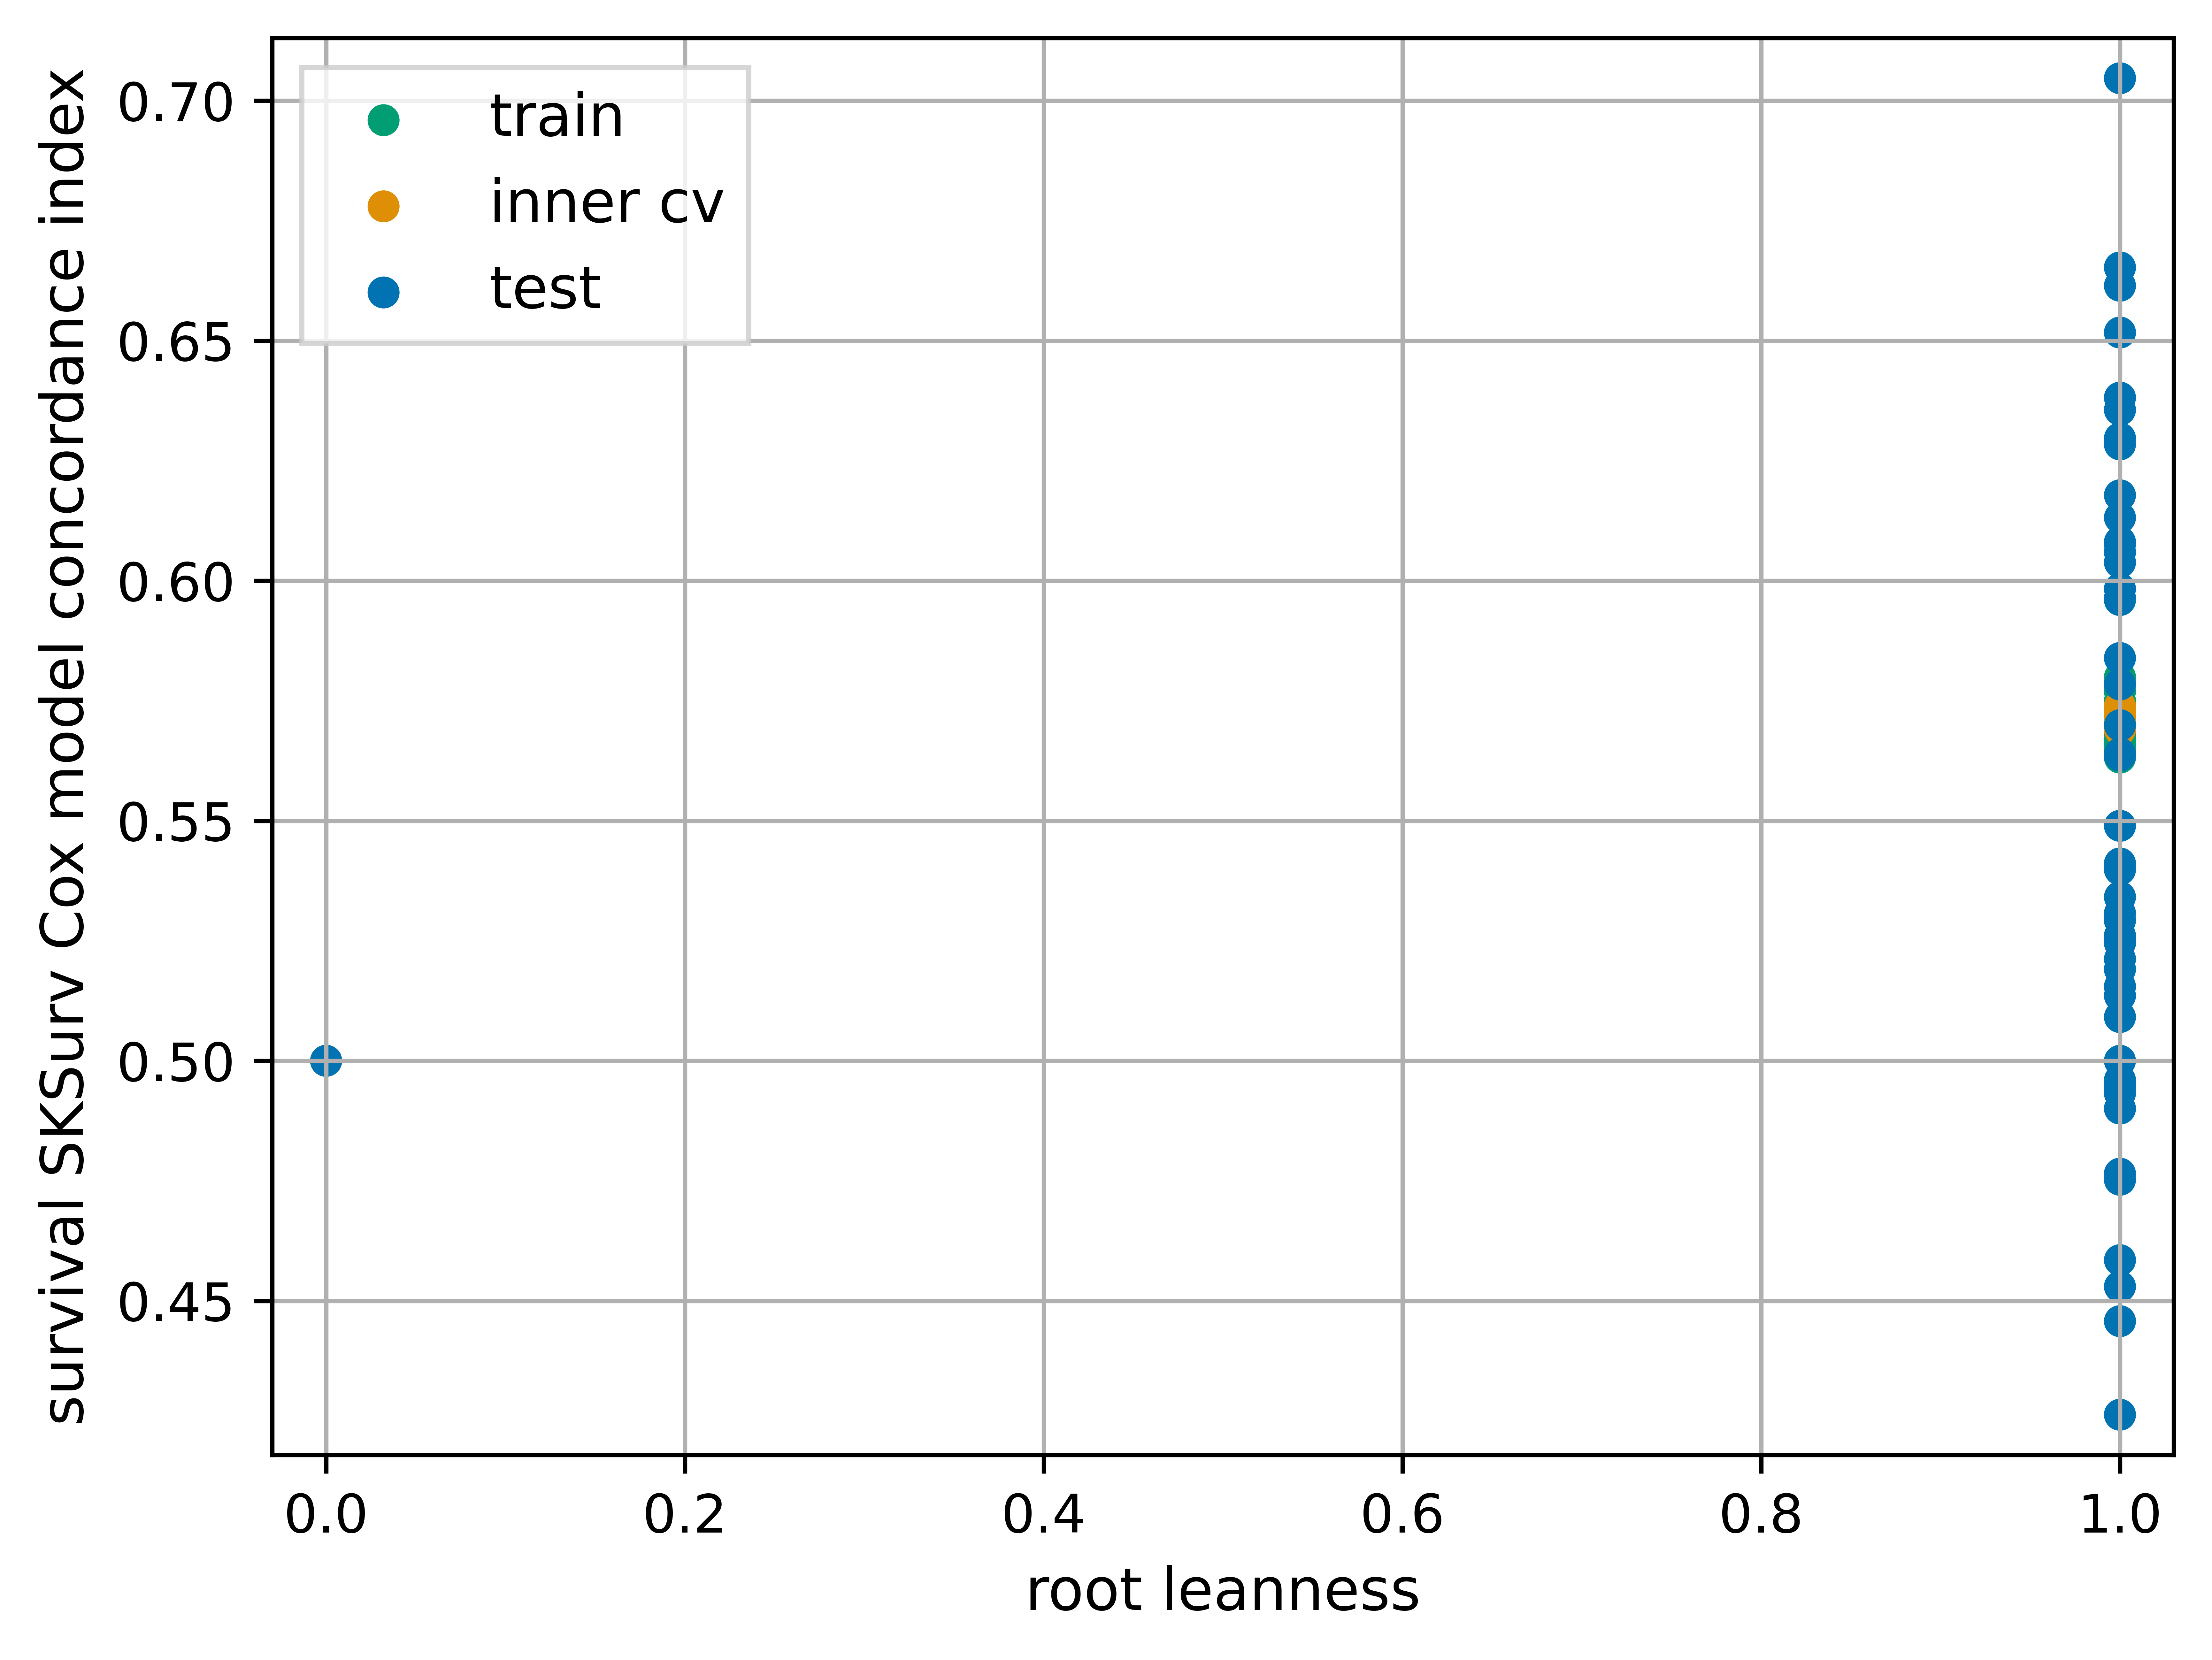 survival SKSurv Cox model concordance index
0.70
0.65
0.60
0.55
0.50
0.45
train
inner cv
test
0.0 0.2 0.4 0.6 0.8 1.0
root leanness